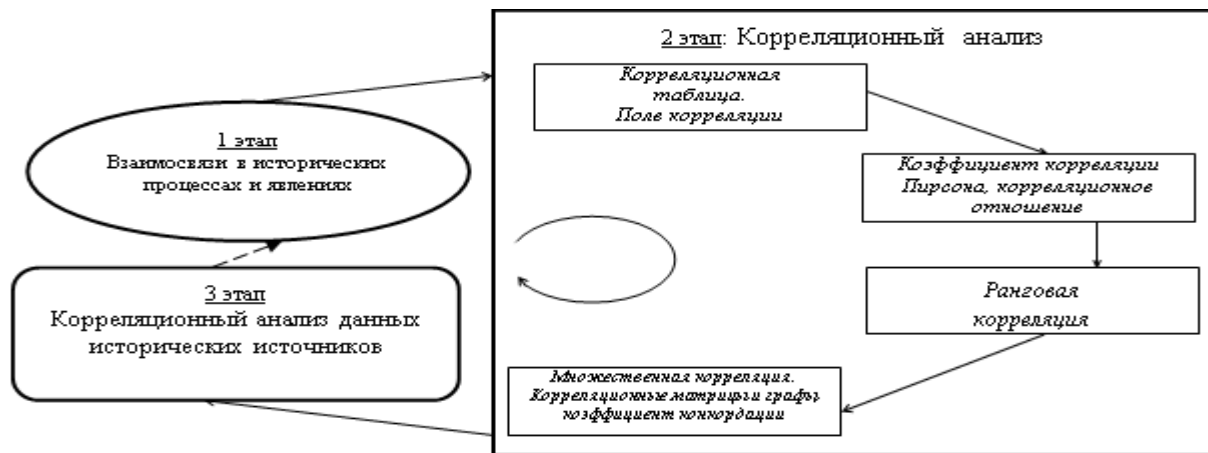 1 этап
Взаимосвязи в исторических
процессах и явлениях
3 этап
Корреляционный анализ данных
исторических источников
2 этап: Корреляционный анализ
Корреляционная
таблица.
Поле корреляции
Коэффициент корреляции
Пирсона, корреляционное
отношение
Ранговая
корреляция
Множественная корреляция.
Корреляционные матрицы и графы,
коэффициент конкордации